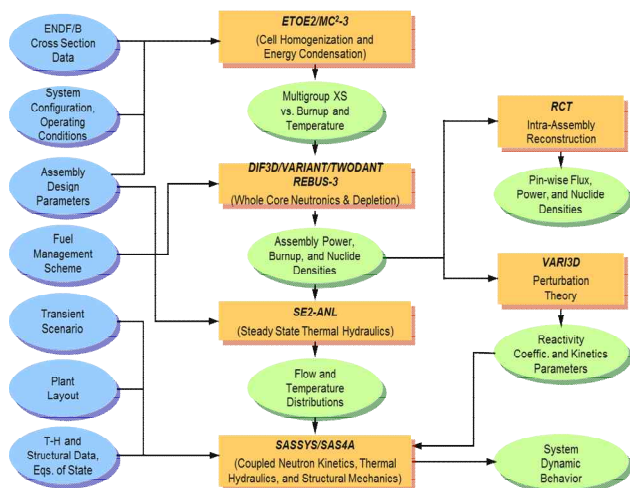 ENDF/B
Cross Section
Data
System
Configuration,
Operating
Conditions
Assembly
Design
Parameters
Fuel
Management
Scheme
Transient
Scenario
Plant
Layout
T-H and
Structural Data,
Eqs. of State
ETOE2/MC²-3
(Cell Homogenization and
Energy Condensation)
Multigroup XS
vs. Burnup and
Temperature
DIF3D/VARIANT/TWODANT
REBUS-3
(Whole Core Neutronics & Depletion)
Assembly Power,
Burnup, and Nuclide
Densities
SE2-ANL
(Steady State Thermal Hydraulics)
Flow and
Temperature
Distributions
SASSYS/SAS4A
(Coupled Neutron Kinetics, Thermal
Hydraulics, and Structural Mechanics)
RCT
Intra-Assembly
Reconstruction
Pin-wise Flux,
Power, and Nuclide
Densities
VARI3D
Perturbation
Theory
Reactivity
Coeffic. and Kinetics
Parameters
System
Dynamic
Behavior